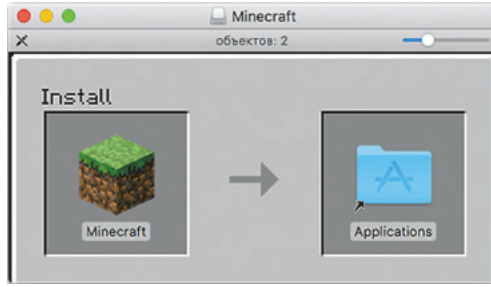 Minecraft
объектов: 2
Install
Minecraft
Applications